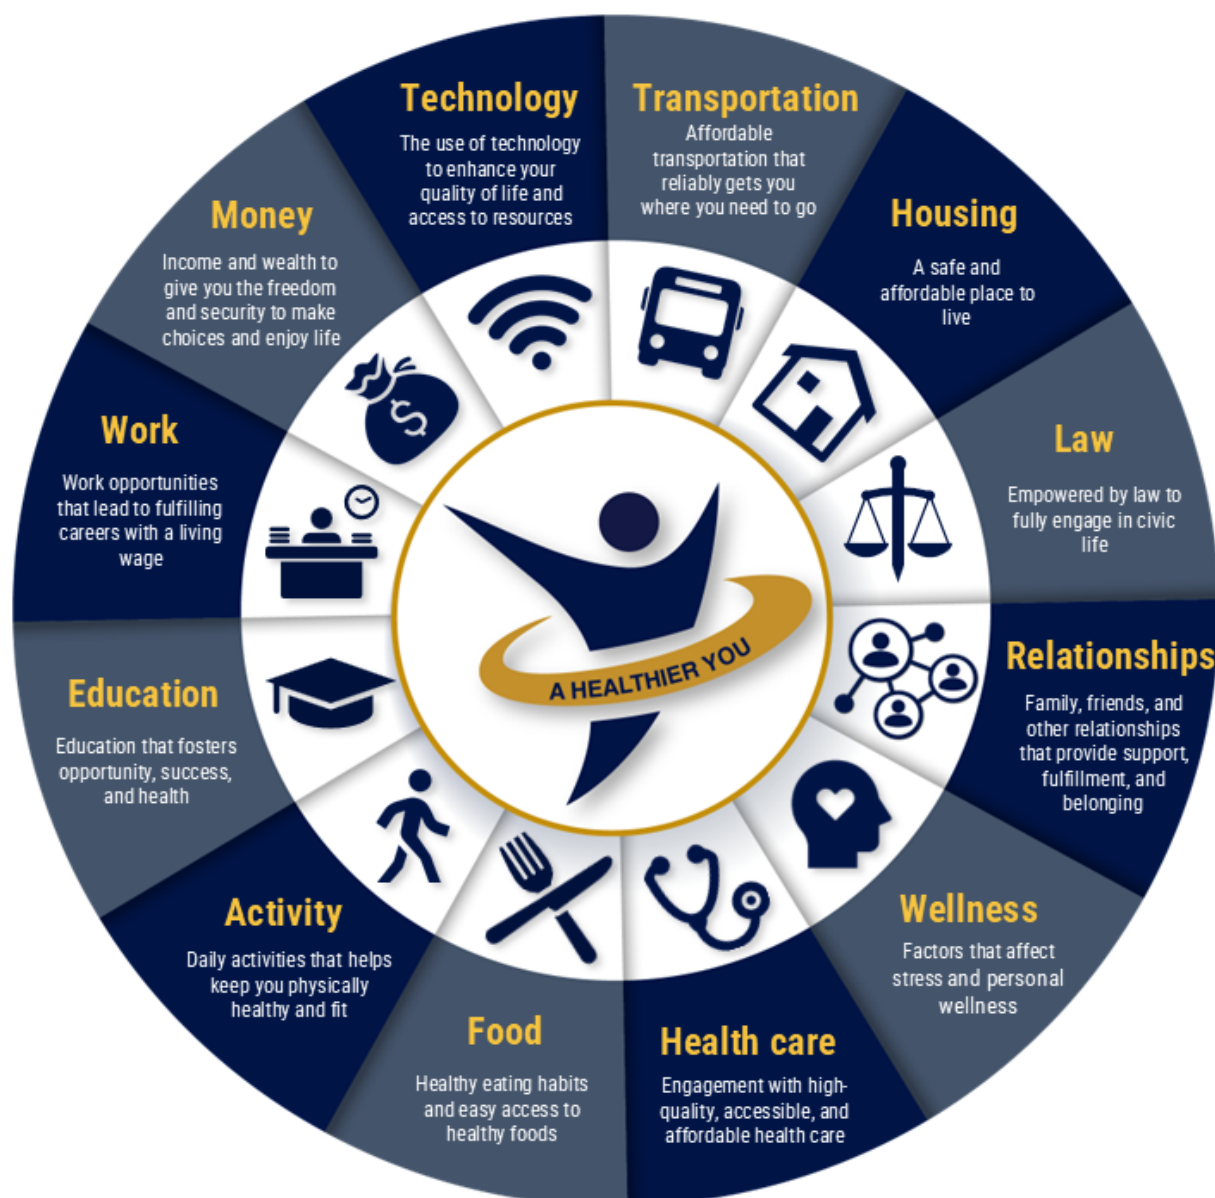 Technology
The use of technology
to enhance your
quality of life and
access to resources
Transportation
Affordable
transportation that
reliably gets you
where you need to go
Housing
A safe and
affordable place to
live
Law
Empowered by law to
fully engage in civic
life
Relationships
Family, friends, and
other relationships
that provide support,
fulfillment, and
belonging
Wellness
Factors that affect
stress and personal
wellness
Health care
Engagement with high-
quality, accessible, and
affordable health care
Food
Healthy eating habits
and easy access to
healthy foods
Activity
Daily activities that helps
keep you physically
healthy and fit
Education
Education that fosters
opportunity, success,
and health
Work
Work opportunities
that lead to fulfilling
careers with a living
wage
Money
Income and wealth to
give you the freedom
and security to make
choices and enjoy life
$
A HEALTHIER YOU